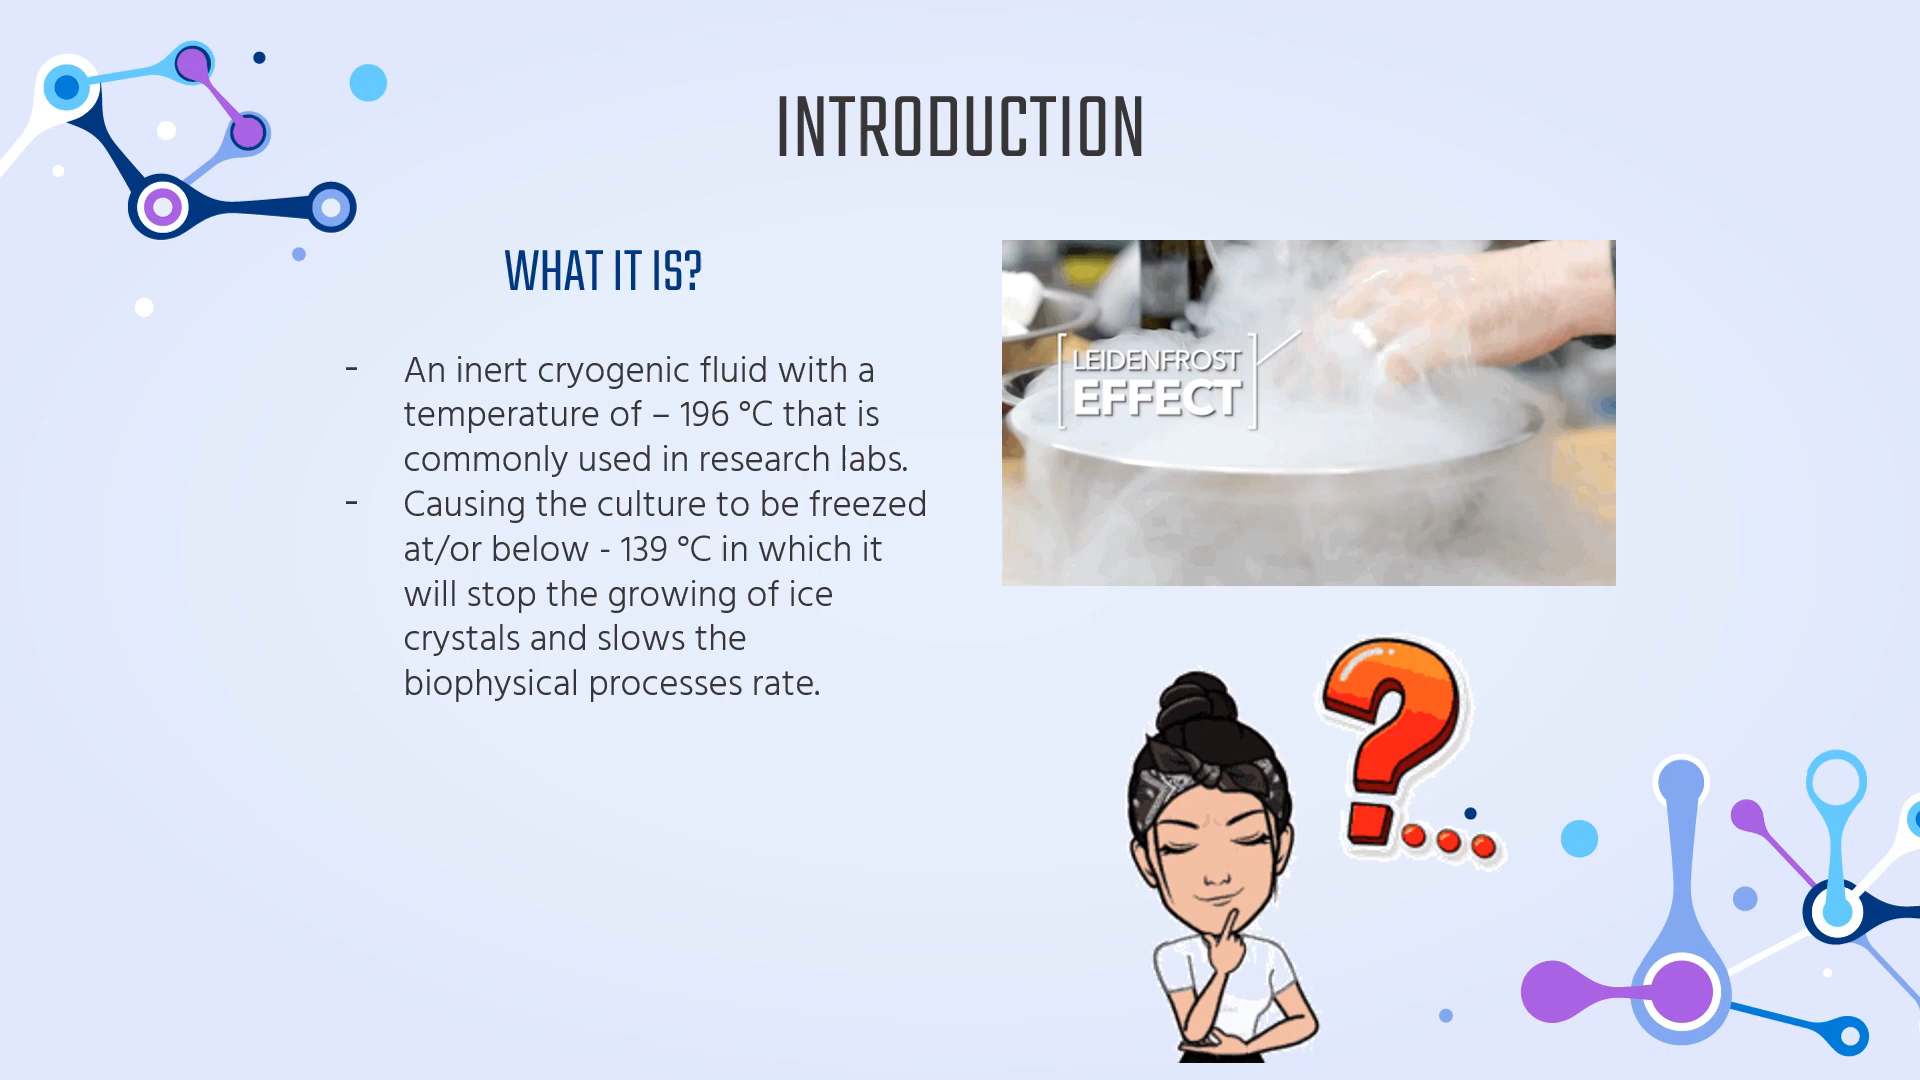 INTRODUCTION
WHAT IT IS?
- An inert cryogenic fluid with a
temperature of – 196 °C that is
commonly used in research labs.
- Causing the culture to be freezed
at/or below - 139 °C in which it
will stop the growing of ice
crystals and slows the
biophysical processes rate.
[LEIDENFROST
EFFECT]
?...